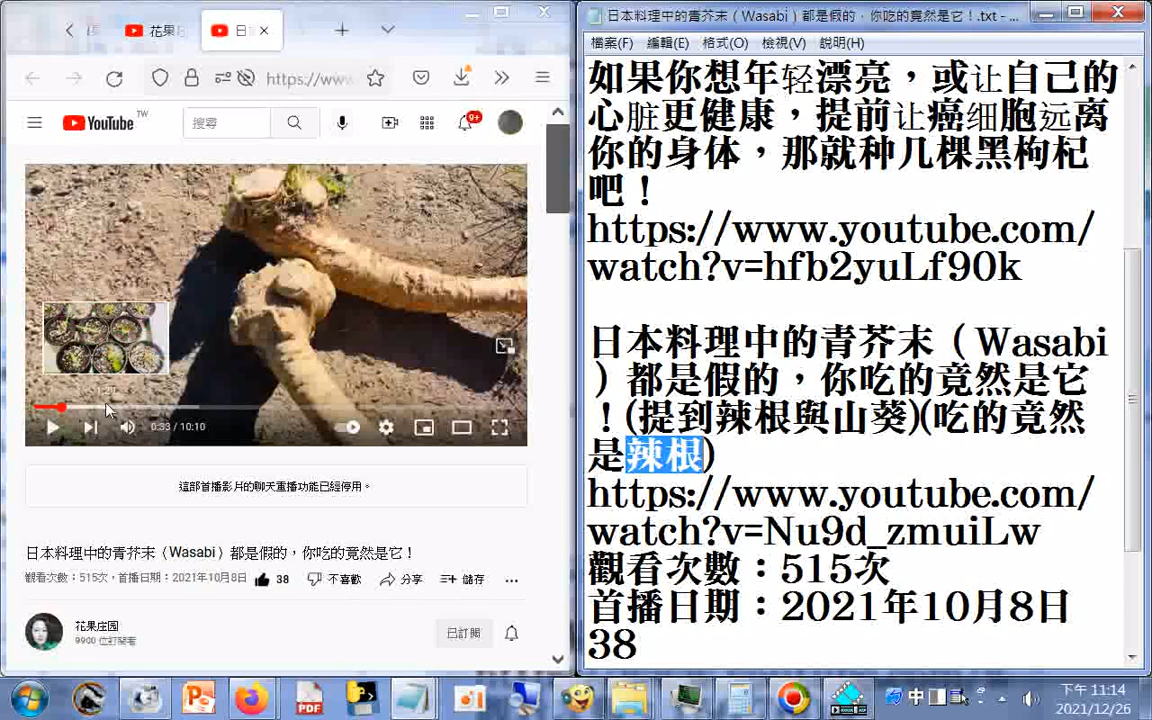 花果
日
https://www.
YouTube TW
搜尋
9+
1:25
0:33 / 10:10
這部首播影片的聊天重播功能已經停用。
日本料理中的青芥末（Wasabi）都是假的，你吃的竟然是它！
觀看次數：515次，首播日期：2021年10月8日
38
不喜歡
分享
儲存
花果庄园
9900 位訂閱者
已訂閱
日本料理中的青芥末（Wasabi）都是假的，你吃的竟然是它！.txt - ...
檔案(F) 編輯(E) 格式(O) 檢視(V) 說明(H)
如果你想年轻漂亮，或让自己的
心脏更健康，提前让癌细胞远离
你的身体，那就种几棵黑枸杞
吧！
https://www.youtube.com/
watch?v=hfb2yuLf90k
日本料理中的青芥末（Wasabi
）都是假的，你吃的竟然是它
！(提到辣根與山葵)(吃的竟然
是辣根)
https://www.youtube.com/
watch?v=Nu9d_zmuiLw
觀看次數：515次
首播日期：2021年10月8日
38
PDF
中
下午 11:14
2021/12/26